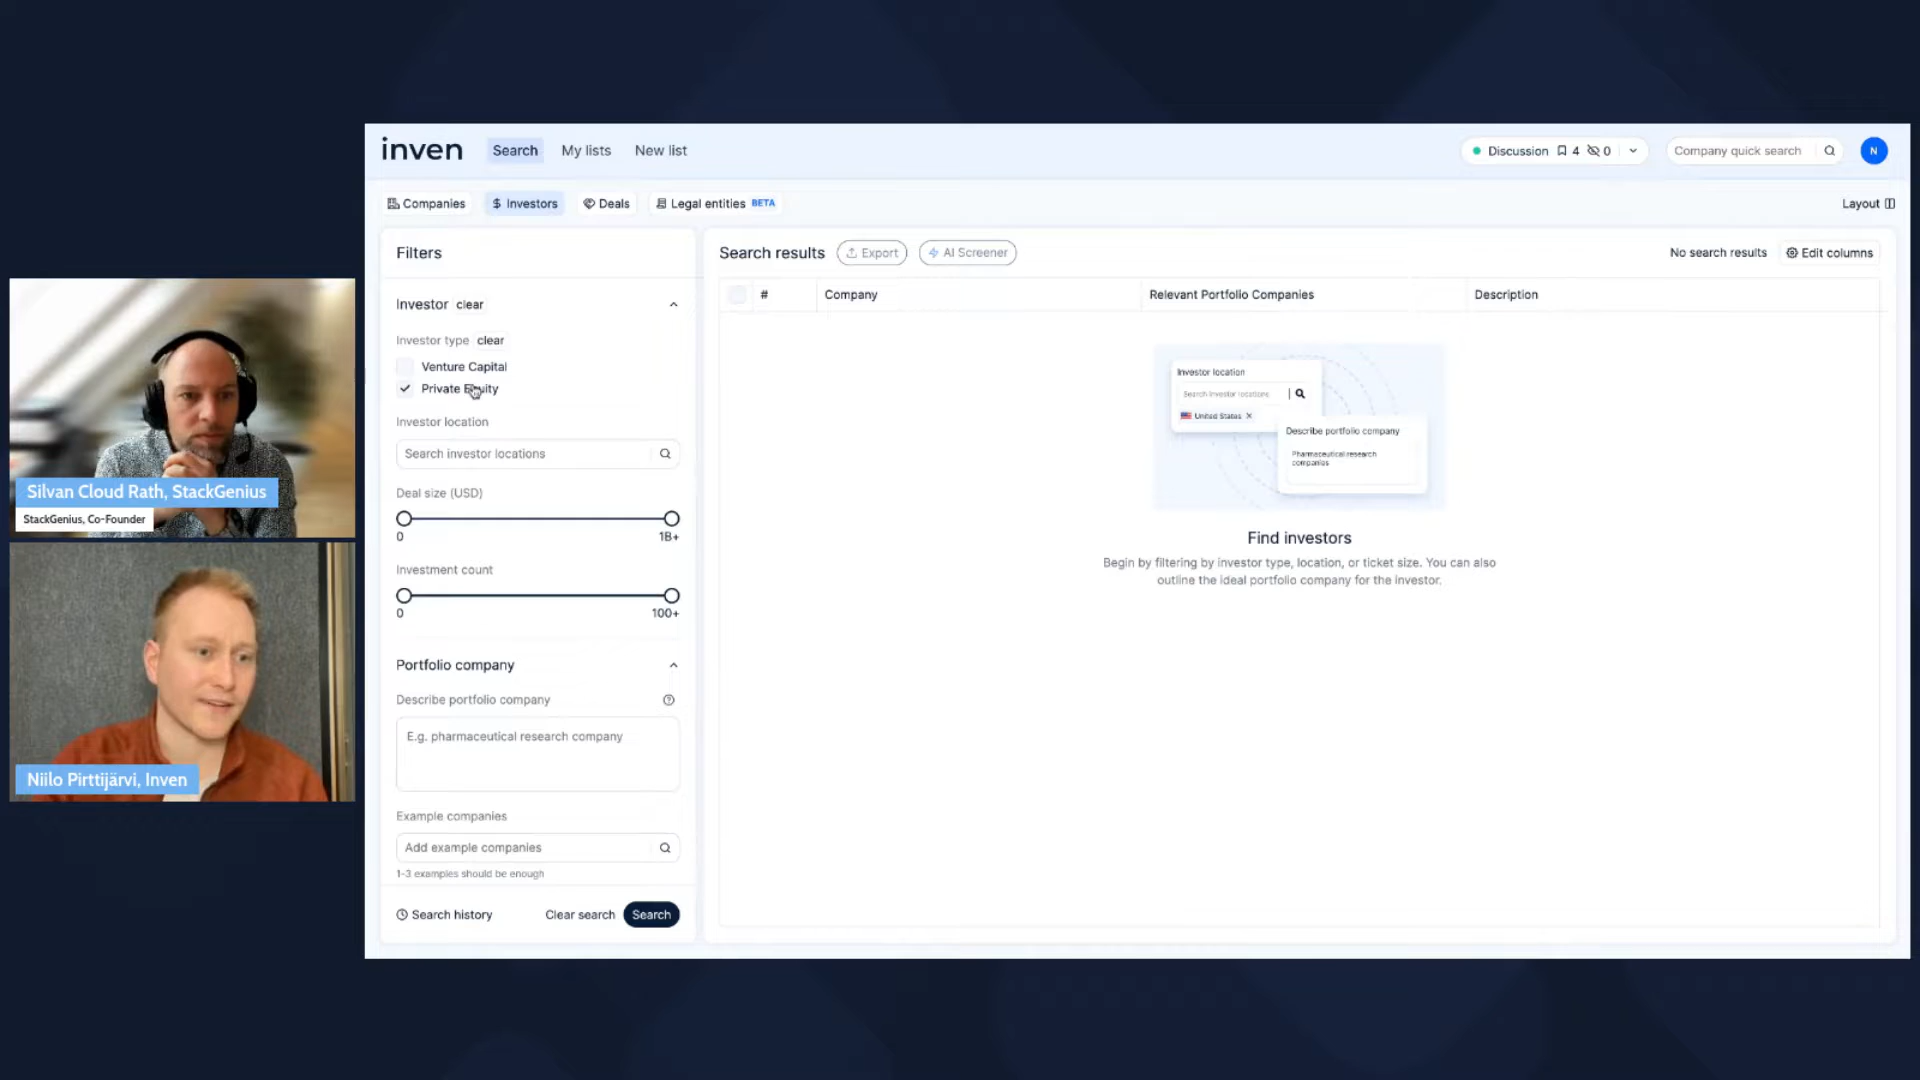 inven
Search
My lists
New list
Discussion 4 0
Company quick search
N
Companies
$ Investors
Deals
Legal entities BETA
Layout
Filters
Investor clear
Investor type clear
Venture Capital
Private Equity
Investor location
Search investor locations
Deal size (USD)
0 1B+
Investment count
0 100+
Portfolio company
Describe portfolio company
E.g. pharmaceutical research company
Example companies
Add example companies
1-3 examples should be enough
Search history
Clear search
Search
Search results
Export
AI Screener
No search results
Edit columns
# Company Relevant Portfolio Companies Description
Investor location
Search investor locations
United States
Describe portfolio company
Pharmaceutical research
companies
Find investors
Begin by filtering by investor type, location, or ticket size. You can also
outline the ideal portfolio company for the investor.
Silvan Cloud Rath, StackGenius
StackGenius, Co-Founder
Niilo Pirttijärvi, Inven